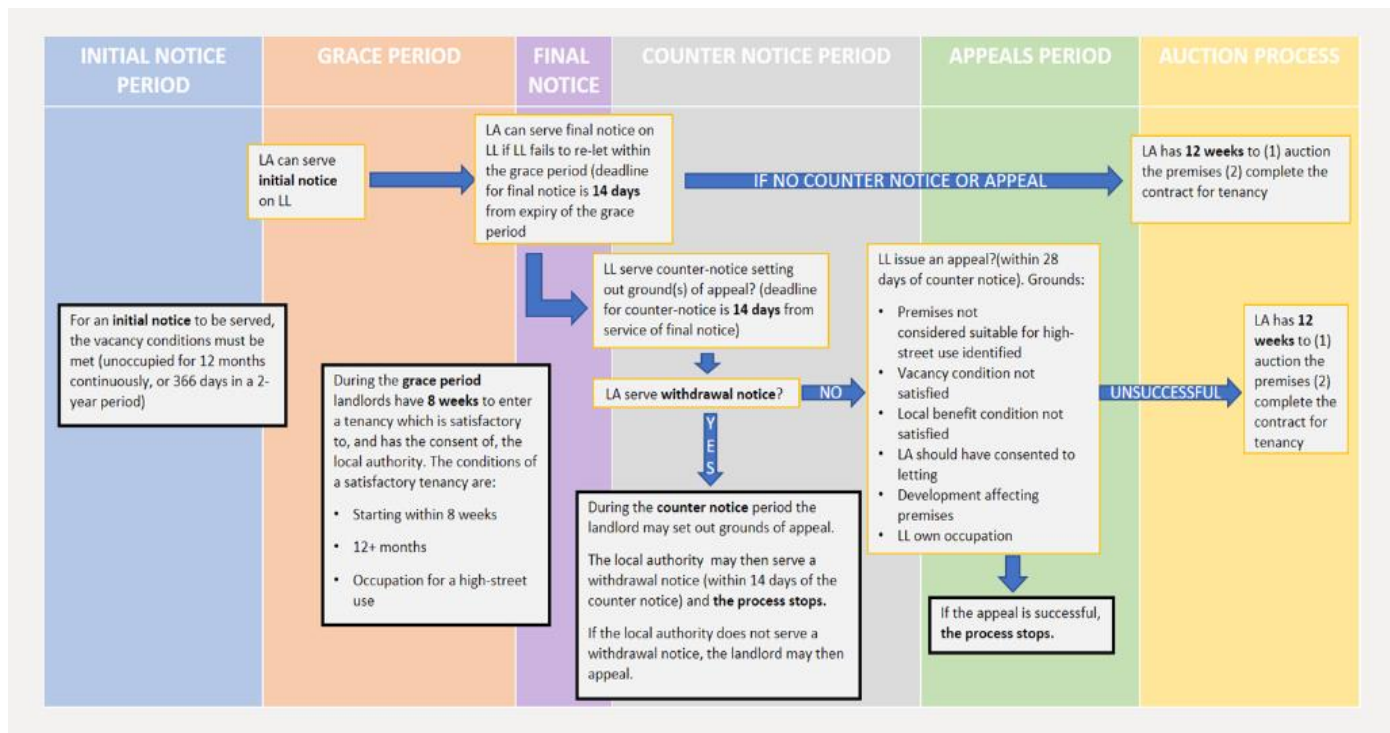 INITIAL NOTICE
PERIOD
GRACE PERIOD
FINAL
NOTICE
COUNTER NOTICE PERIOD
APPEALS PERIOD
AUCTION PROCESS
LA can serve
initial notice
on LL
LA can serve final notice on
LL if LL fails to re-let within
the grace period (deadline
for final notice is 14 days
from expiry of the grace
period
IF NO COUNTER NOTICE OR APPEAL
LA has 12 weeks to (1) auction
the premises (2) complete the
contract for tenancy
For an initial notice to be served,
the vacancy conditions must be
met (unoccupied for 12 months
continuously, or 366 days in a 2-
year period)
During the grace period
landlords have 8 weeks to enter
a tenancy which is satisfactory
to, and has the consent of, the
local authority. The conditions of
a satisfactory tenancy are:
• Starting within 8 weeks
• 12+ months
• Occupation for a high-street
use
LL serve counter-notice setting
out ground(s) of appeal? (deadline
for counter-notice is 14 days from
service of final notice)
LA serve withdrawal notice?
NO
YES
During the counter notice period the
landlord may set out grounds of appeal.
The local authority may then serve a
withdrawal notice (within 14 days of the
counter notice) and the process stops.
If the local authority does not serve a
withdrawal notice, the landlord may then
appeal.
LL issue an appeal?(within 28
days of counter notice). Grounds:
• Premises not
considered suitable for high-
street use identified
• Vacancy condition not
satisfied
• Local benefit condition not
satisfied
• LA should have consented to
letting
• Development affecting
premises
• LL own occupation
UNSUCCESSFUL
If the appeal is successful,
the process stops.
LA has 12
weeks to (1)
auction the
premises (2)
complete the
contract for
tenancy